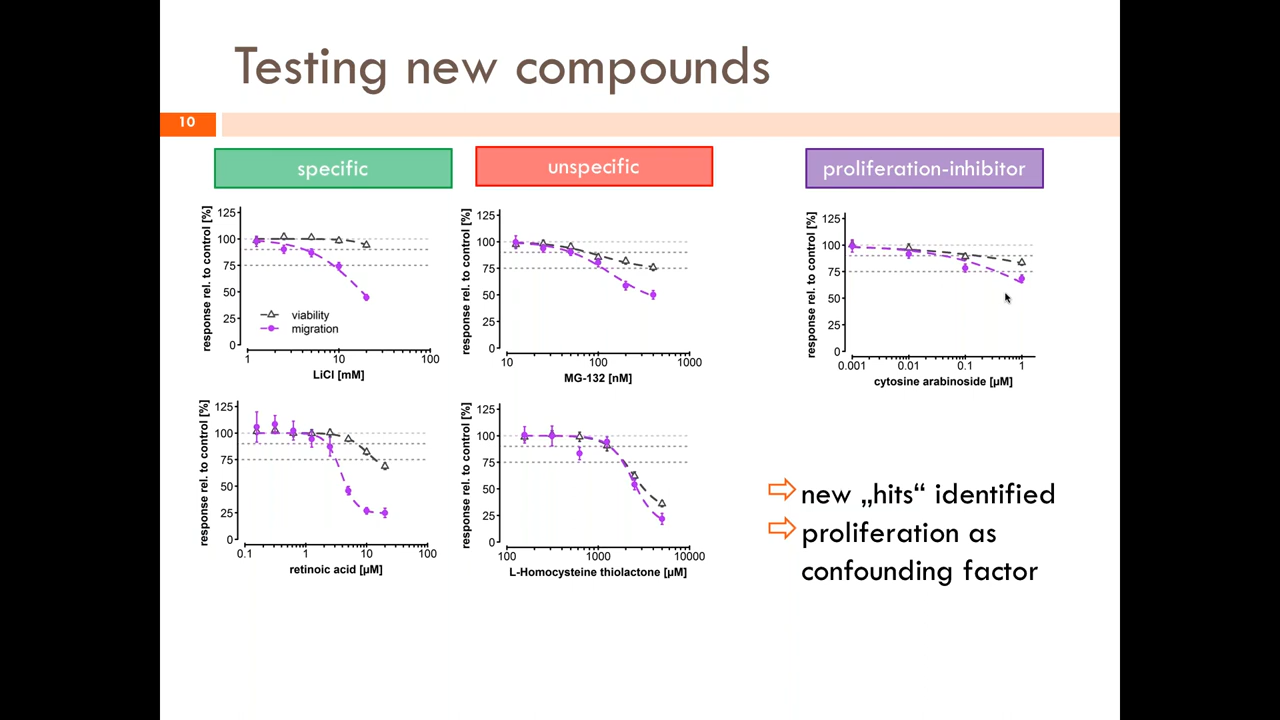 Testing new compounds
10
specific
unspecific
proliferation-inhibitor
response rel. to control [%]
125
100
75
50
25
0
viability
migration
1
10
100
LiCl [mM]
response rel. to control [%]
125
100
75
50
25
0
10
100
1000
MG-132 [nM]
response rel. to control [%]
125
100
75
50
25
0
0.001
0.01
0.1
1
cytosine arabinoside [µM]
response rel. to control [%]
125
100
75
50
25
0
0.1
1
10
100
retinoic acid [µM]
response rel. to control [%]
125
100
75
50
25
0
100
1000
10000
L-Homocysteine thiolactone [µM]
new „hits“ identified
proliferation as
confounding factor